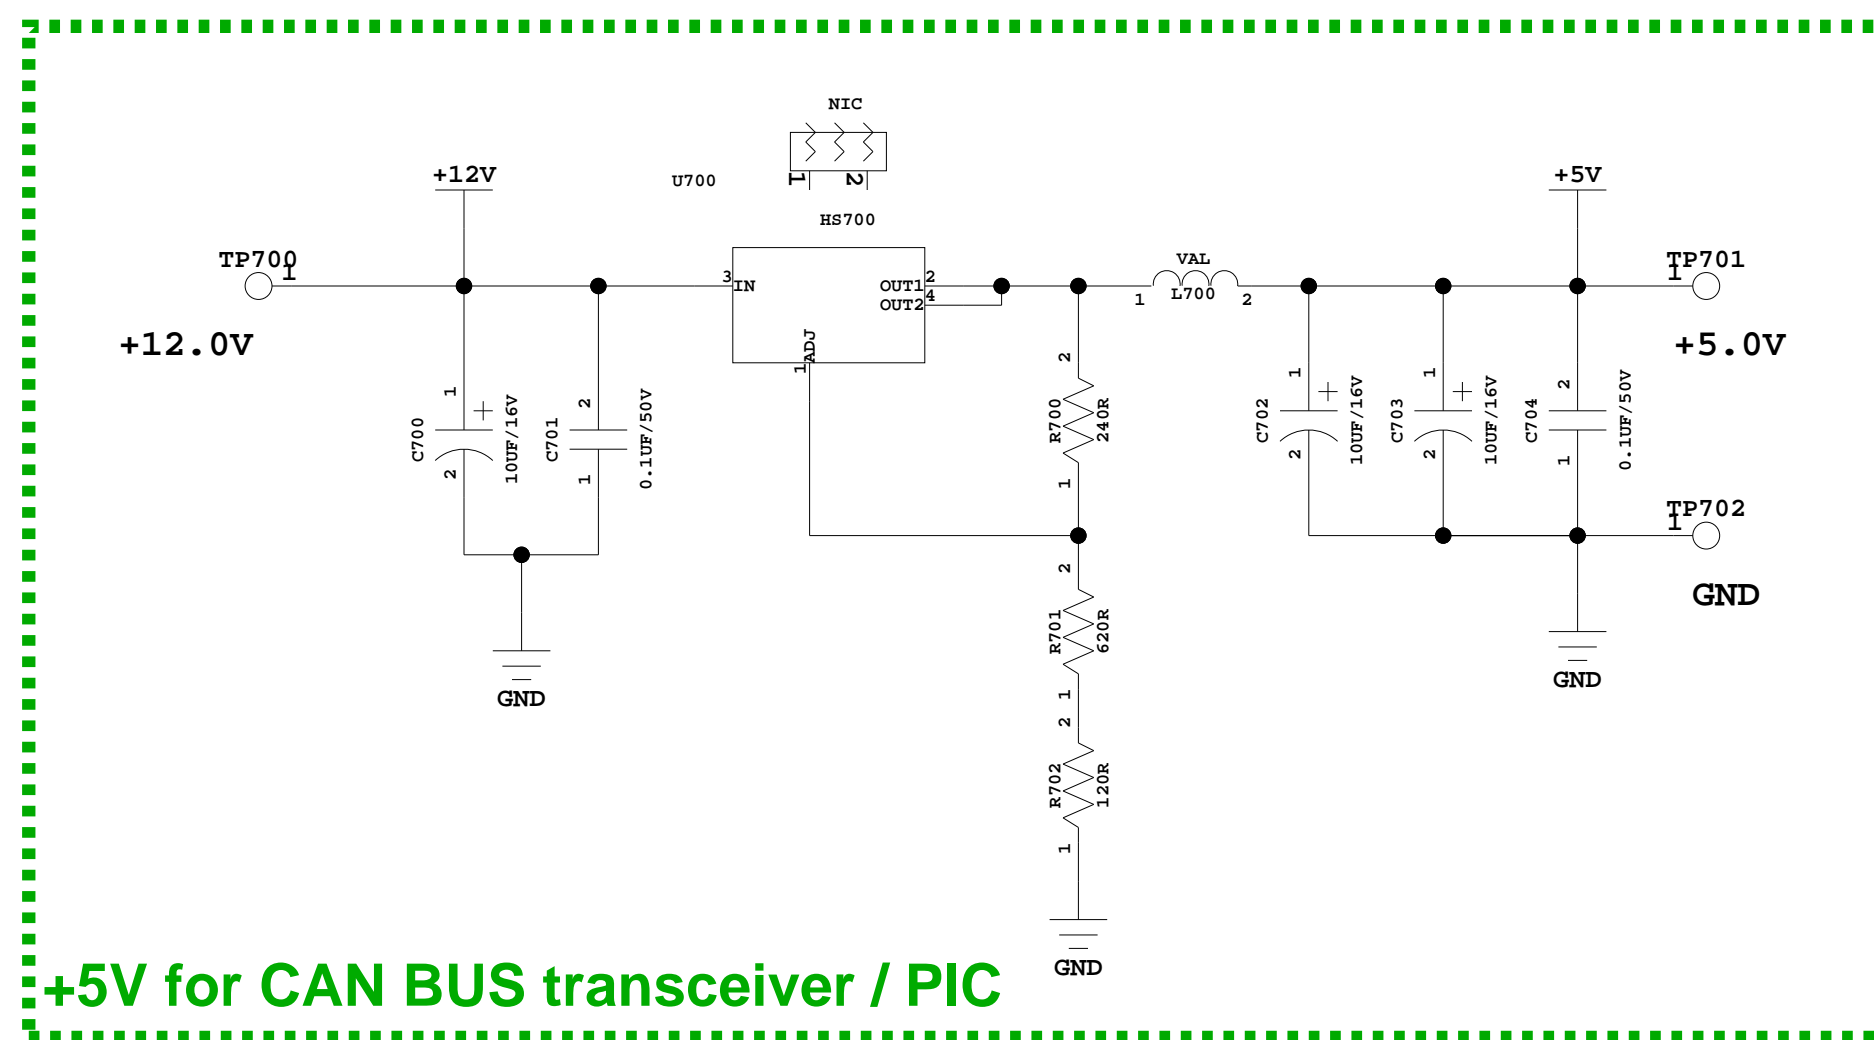 NIC
1 2
U700
HS700
+12V
+5V
TP700
1
+12.0V
3
IN
OUT1
2
OUT2
4
ADJ
1
VAL
L700
1 2
TP701
1
+5.0V
1
C700
10UF/16V
2
2
C701
0.1UF/50V
1
2
R700
240R
1
1
C702
10UF/16V
2
1
C703
10UF/16V
2
2
C704
0.1UF/50V
1
TP702
1
GND
GND
GND
2
R701
620R
1
2
R702
120R
1
GND
+5V for CAN BUS transceiver / PIC